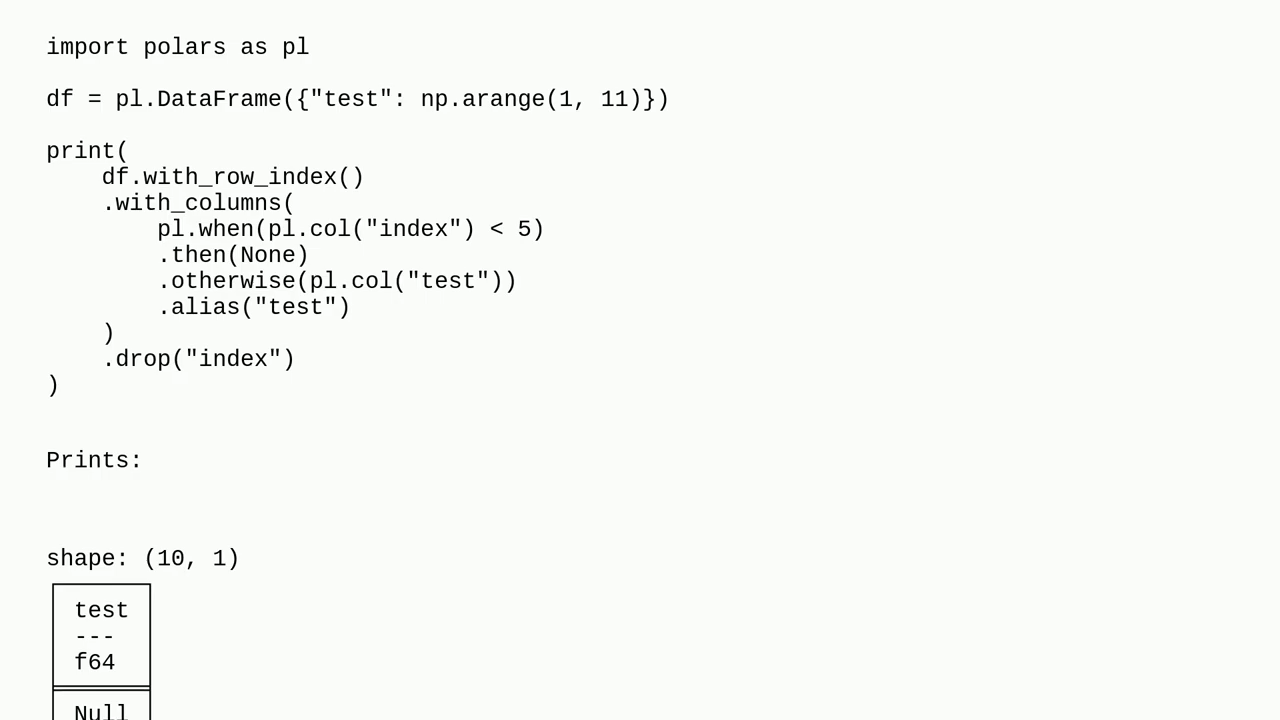 import polars as pl
df = pl.DataFrame({"test": np.arange(1, 11)})
print(
    df.with_row_index()
    .with_columns(
        pl.when(pl.col("index") < 5)
        .then(None)
        .otherwise(pl.col("test"))
        .alias("test")
    )
    .drop("index")
)
Prints:
shape: (10, 1)
test
---
f64
Null